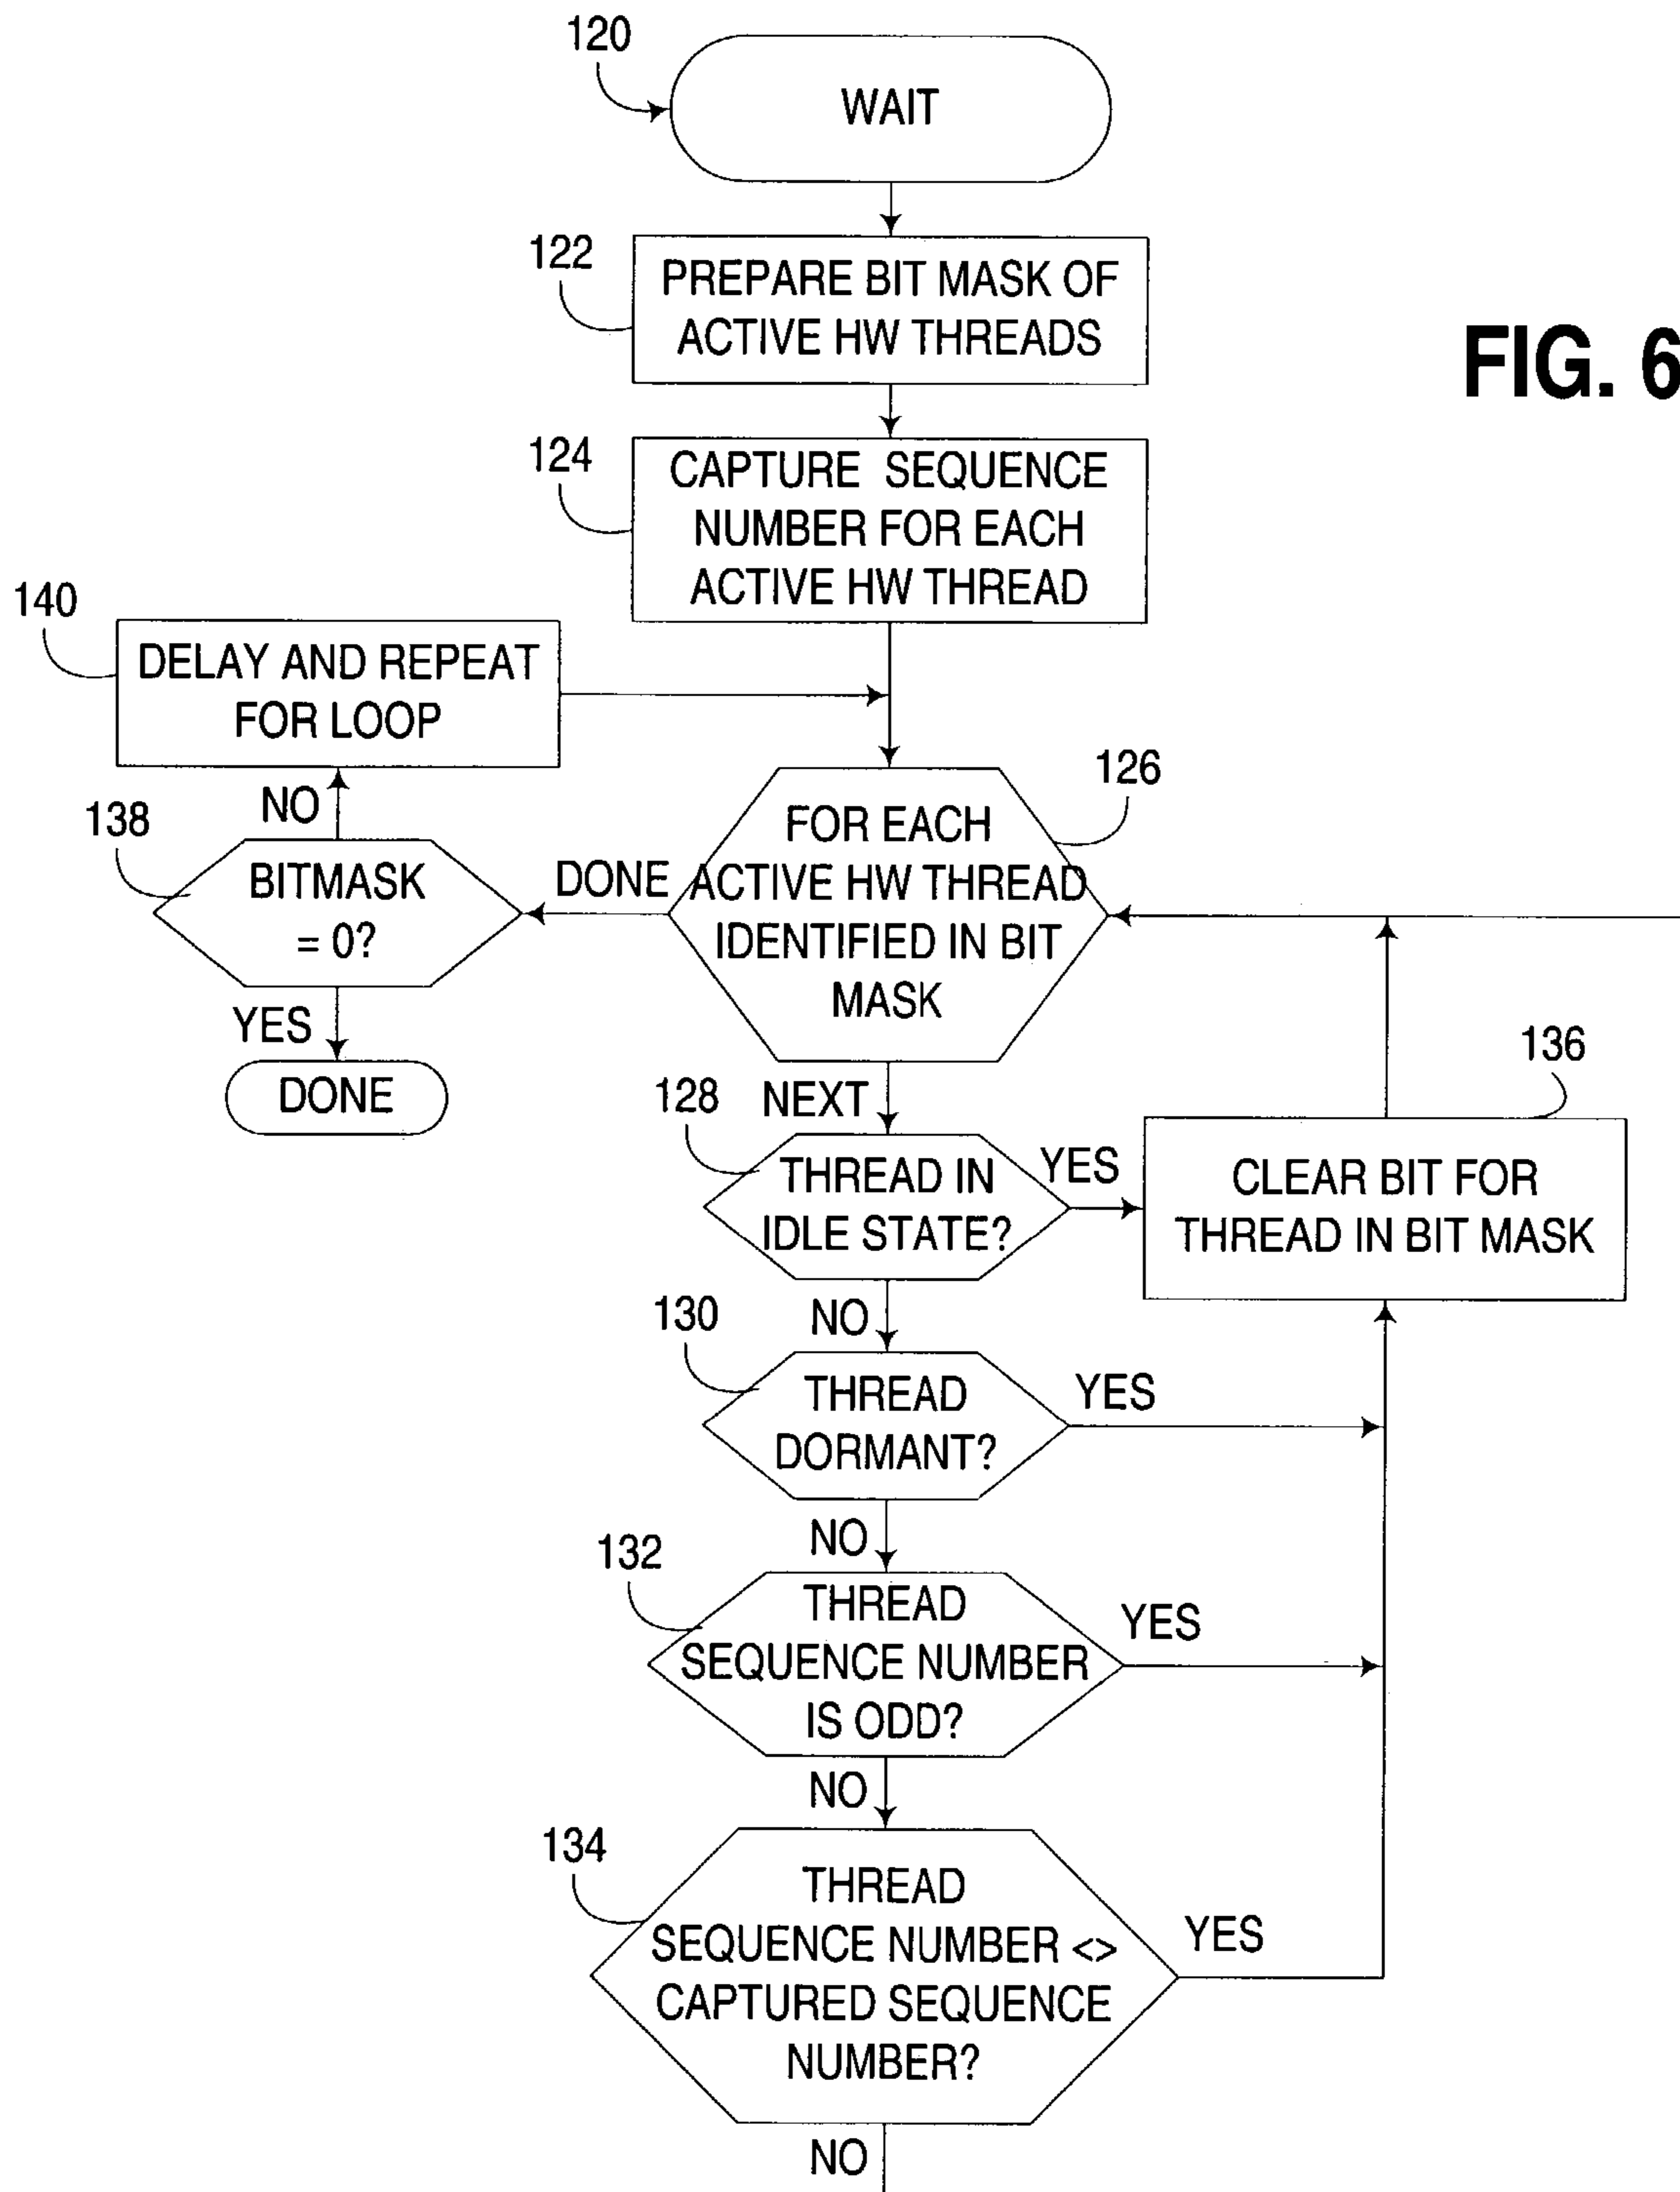 120
WAIT
122
PREPARE BIT MASK OF
ACTIVE HW THREADS
FIG. 6
124
CAPTURE SEQUENCE
NUMBER FOR EACH
ACTIVE HW THREAD
140
DELAY AND REPEAT
FOR LOOP
126
FOR EACH
ACTIVE HW THREAD
IDENTIFIED IN BIT
MASK
NO
138
BITMASK
= 0?
DONE
YES
DONE
NEXT
128
THREAD IN
IDLE STATE?
YES
136
CLEAR BIT FOR
THREAD IN BIT MASK
NO
130
THREAD
DORMANT?
YES
NO
132
THREAD
SEQUENCE NUMBER
IS ODD?
YES
NO
134
THREAD
SEQUENCE NUMBER <>
CAPTURED SEQUENCE
NUMBER?
YES
NO